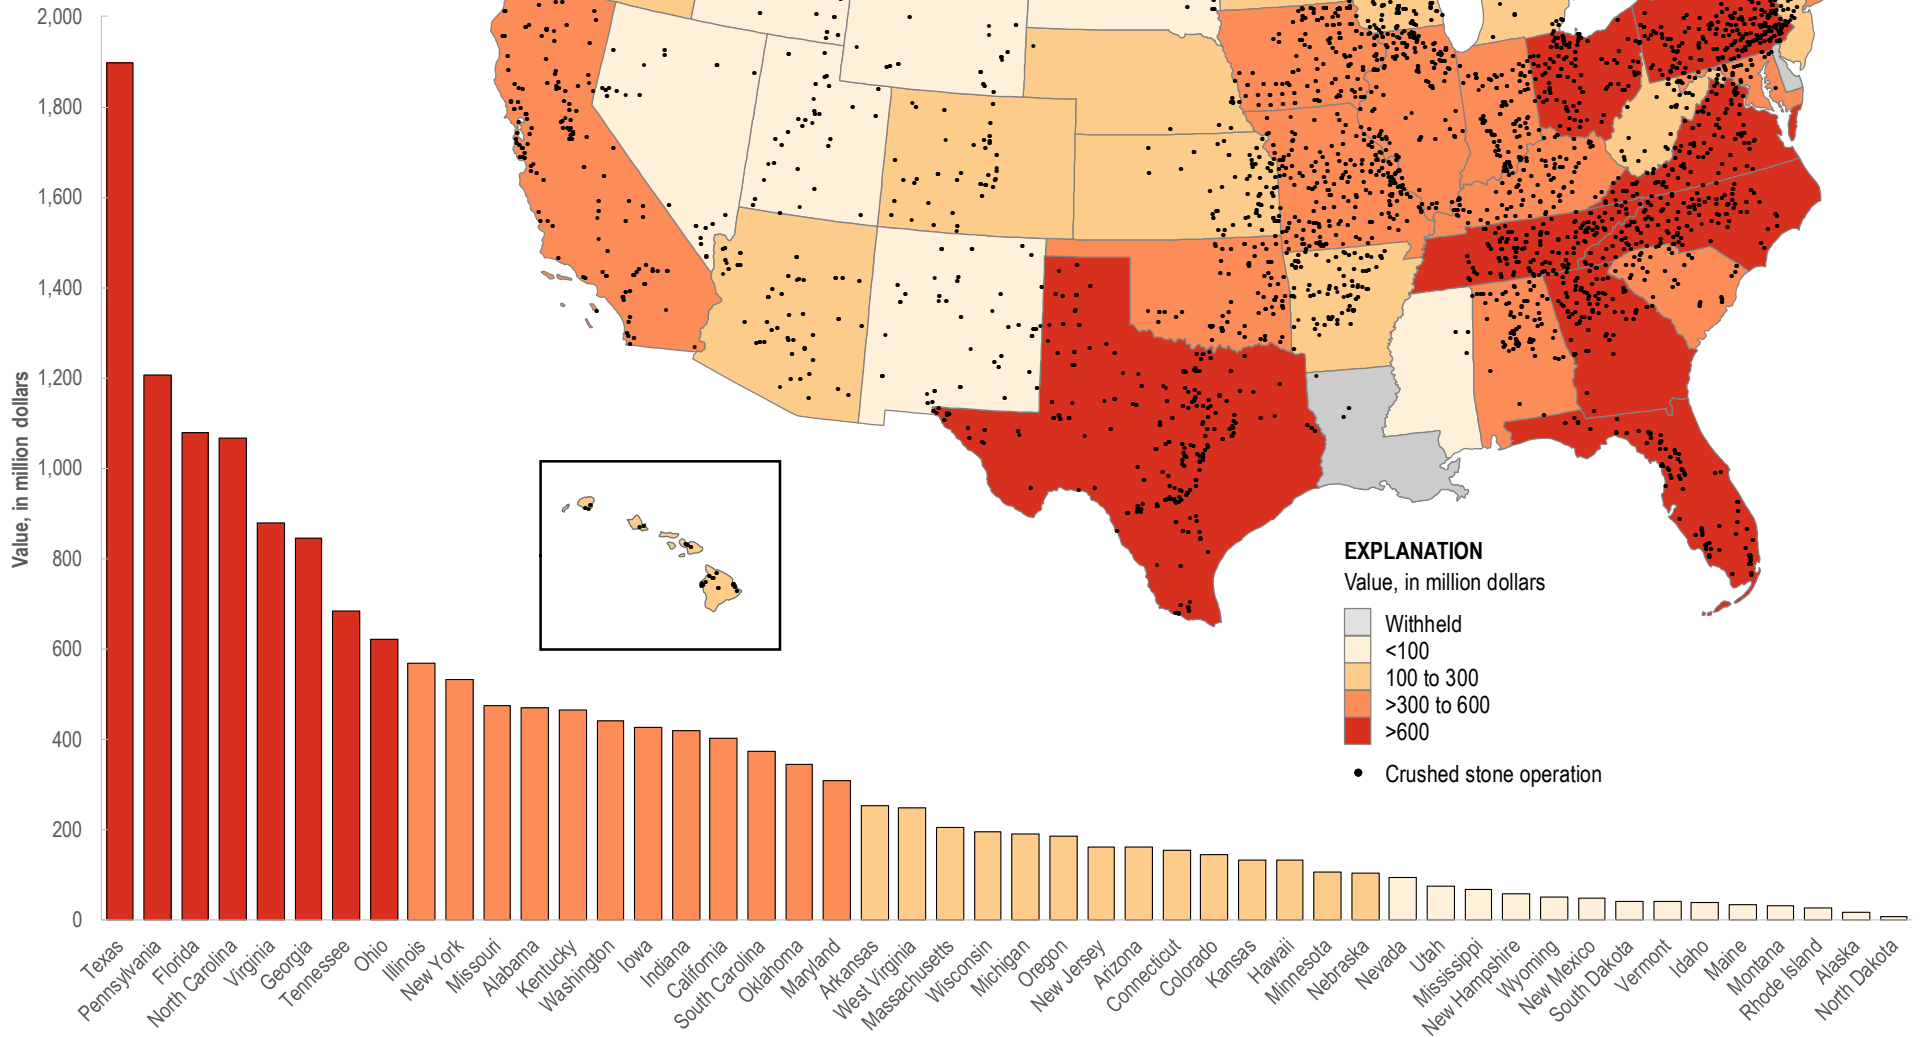 Value, in million dollars
2,000
1,800
1,600
1,400
1,200
1,000
800
600
400
200
0
EXPLANATION
Value, in million dollars
Withheld
<100
100 to 300
>300 to 600
>600
Crushed stone operation
Texas
Pennsylvania
Florida
North Carolina
Virginia
Georgia
Tennessee
Ohio
Illinois
New York
Missouri
Alabama
Kentucky
Washington
Iowa
Indiana
California
South Carolina
Oklahoma
Maryland
Arkansas
West Virginia
Massachusetts
Wisconsin
Michigan
Oregon
New Jersey
Arizona
Connecticut
Colorado
Kansas
Hawaii
Minnesota
Nebraska
Nevada
Utah
Mississippi
New Hampshire
Wyoming
New Mexico
South Dakota
Vermont
Idaho
Maine
Montana
Rhode Island
Alaska
North Dakota